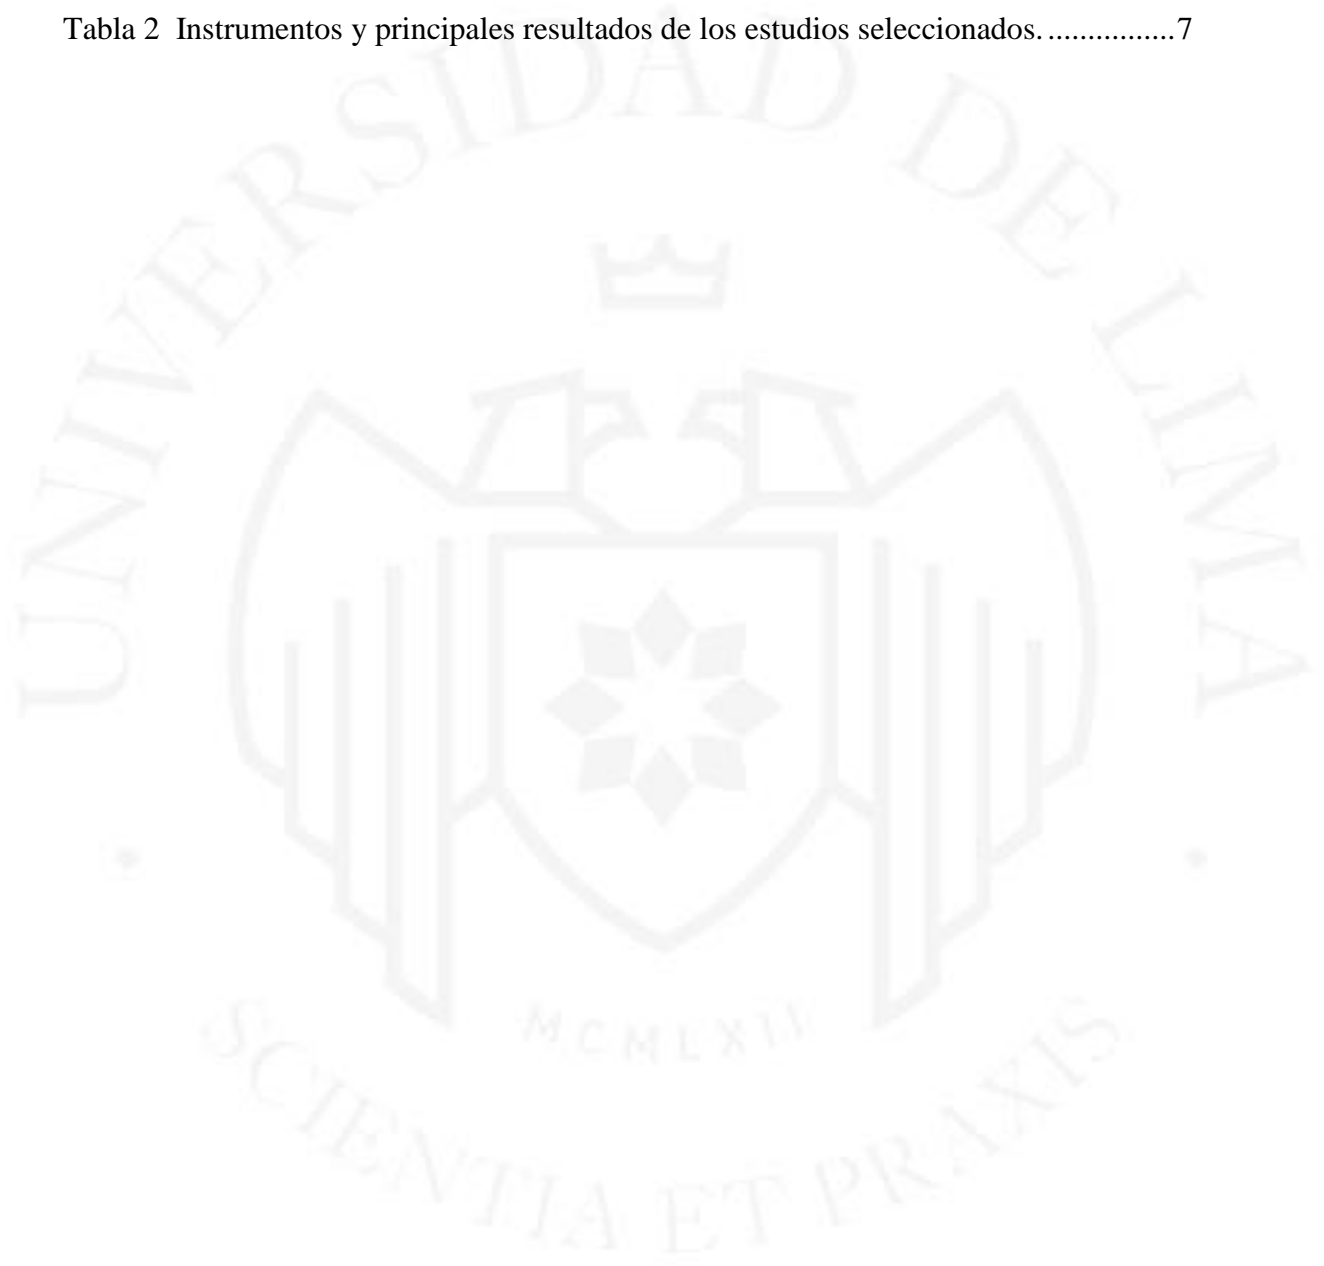 Tabla 2 Instrumentos y principales resultados de los estudios seleccionados. ................7
UNIVERSIDAD DE LIMA
MCMLXII
SCIENTIA ET PRAXIS